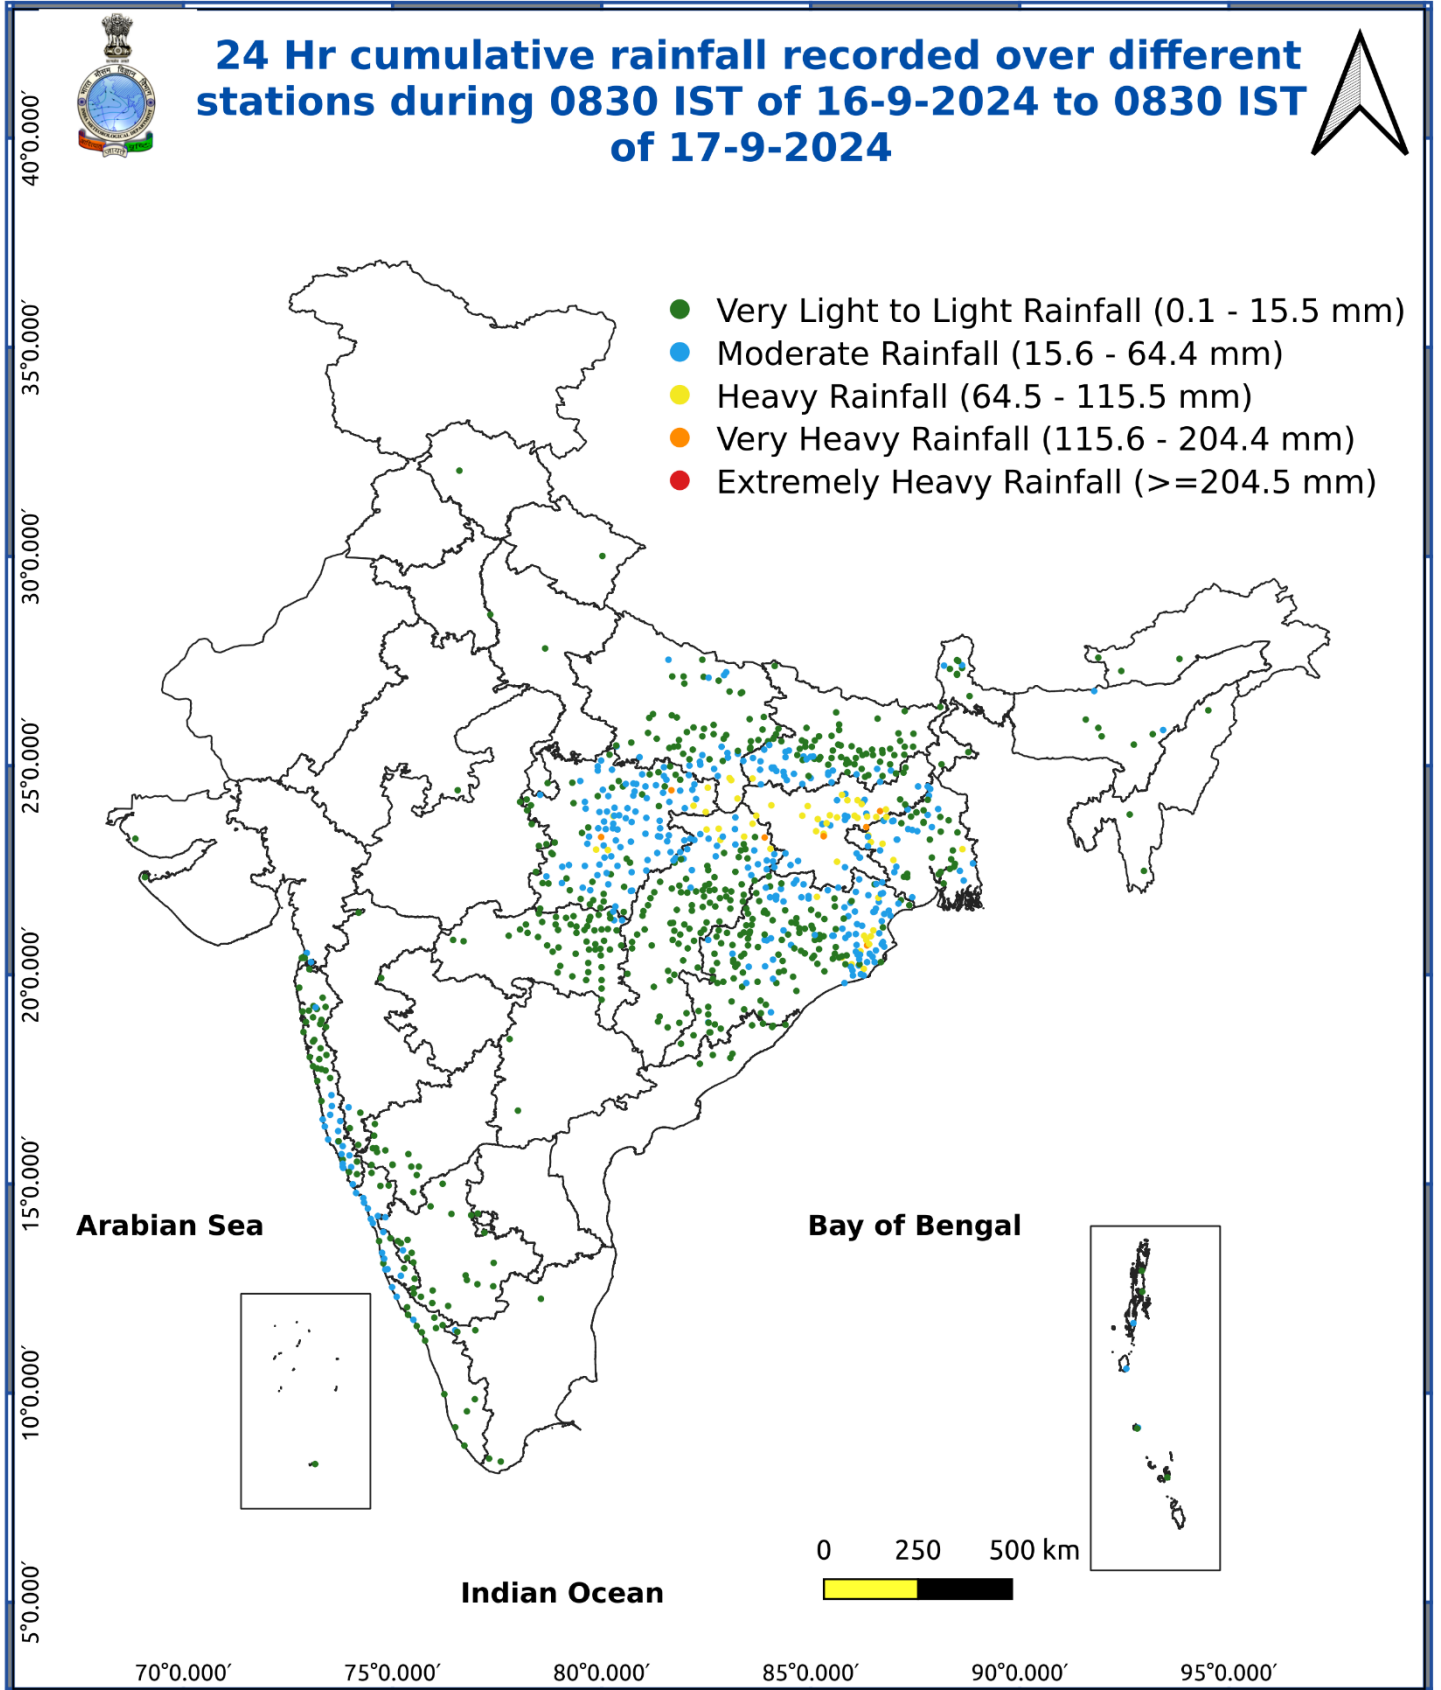 24 Hr cumulative rainfall recorded over different
stations during 0830 IST of 16-9-2024 to 0830 IST
of 17-9-2024
Very Light to Light Rainfall (0.1 - 15.5 mm)
Moderate Rainfall (15.6 - 64.4 mm)
Heavy Rainfall (64.5 - 115.5 mm)
Very Heavy Rainfall (115.6 - 204.4 mm)
Extremely Heavy Rainfall (>=204.5 mm)
40°0.000′
35°0.000′
30°0.000′
25°0.000′
20°0.000′
15°0.000′
10°0.000′
5°0.000′
Arabian Sea
Bay of Bengal
Indian Ocean
0 250 500 km
70°0.000′ 75°0.000′ 80°0.000′ 85°0.000′ 90°0.000′ 95°0.000′